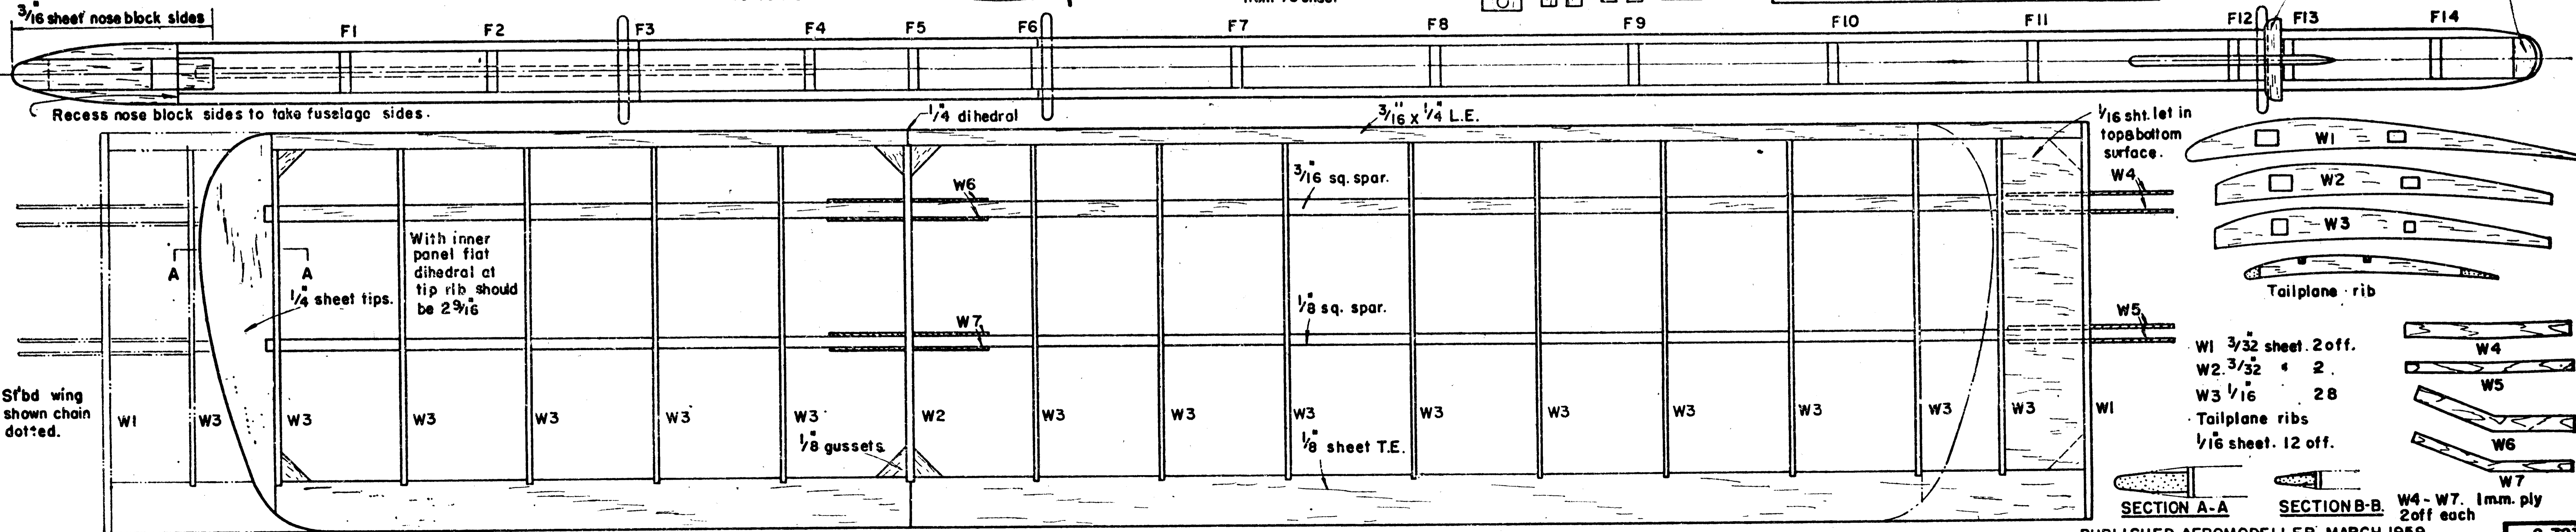 3/16" sheet nose block sides
F1 F2 F3 F4 F5 F6 F7 F8 F9 F10 F11 F12 F13 F14
Recess nose block sides to take fuselage sides.
1/4" dihedral
3/16" x 1/4" L.E.
1/16 sht. let in
top & bottom
surface.
W1
W2
W3
Tailplane rib
W6
3/16" sq. spar.
W4
A A
With inner
panel flat
dihedral at
tip rib should
be 2 9/16"
1/4" sheet tips.
1/8" sq. spar.
W7
W5
St'bd wing
shown chain
dotted.
W1 W3 W3 W3 W3 W3 W3 W2 W3 W3 W3 W3 W3 W3 W3 W3 W3 W1
1/8" gussets.
1/8" sheet T.E.
W1 3/32" sheet. 2 off.
W2. 3/32" " 2.
W3 1/16" 28
Tailplane ribs
1/16 sheet. 12 off.
W4
W5
W6
W7
SECTION A-A
SECTION B-B.
W4 - W7. 1m.m. ply
2 off each